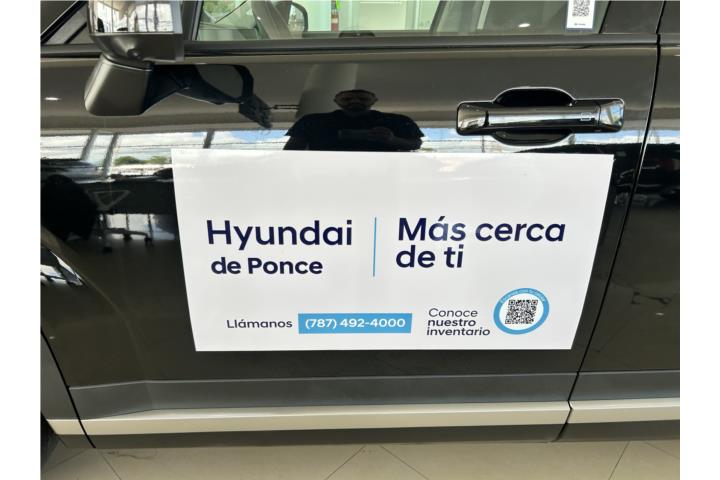 Hyundai
de Ponce
Más cerca
de ti
Llámanos (787) 492-4000
Conoce
nuestro
inventario